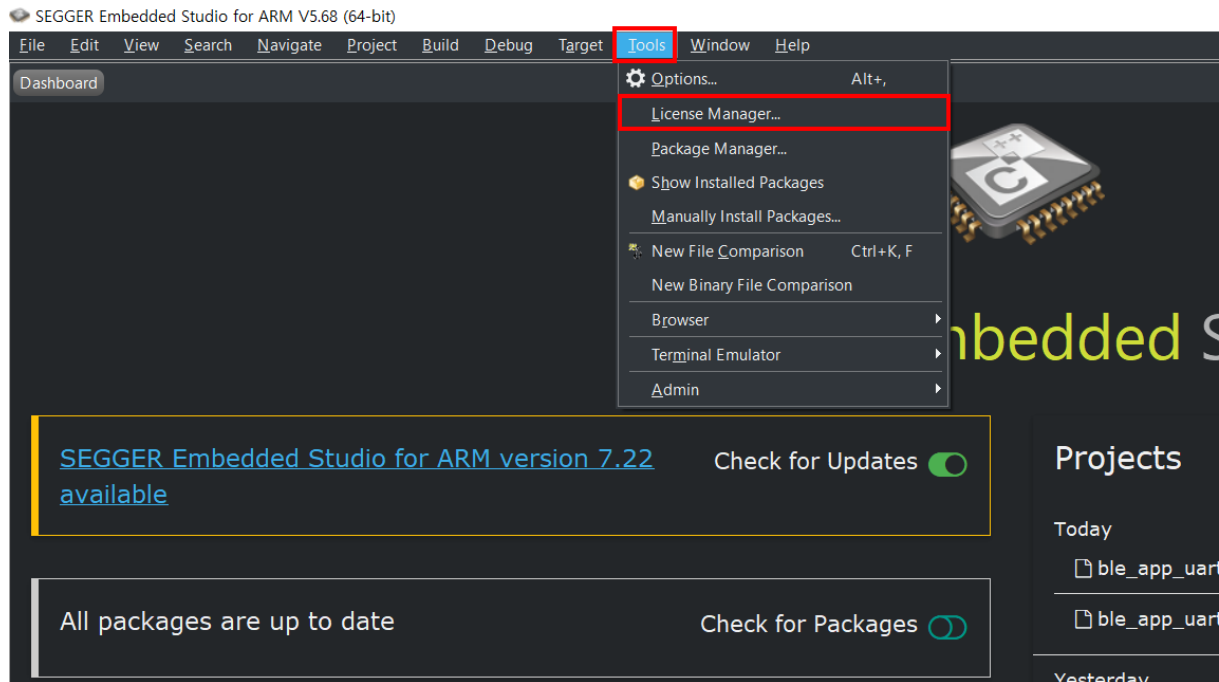 SEGGER Embedded Studio for ARM V5.68 (64-bit)
File Edit View Search Navigate Project Build Debug Target Tools Window Help
Dashboard
Options... Alt+,
License Manager...
Package Manager...
Show Installed Packages
Manually Install Packages...
New File Comparison Ctrl+K, F
New Binary File Comparison
Browser
Terminal Emulator
Admin
C++
mbedded S
SEGGER Embedded Studio for ARM version 7.22
available
Check for Updates
All packages are up to date
Check for Packages
Projects
Today
ble_app_uart
ble_app_uart
Yesterday